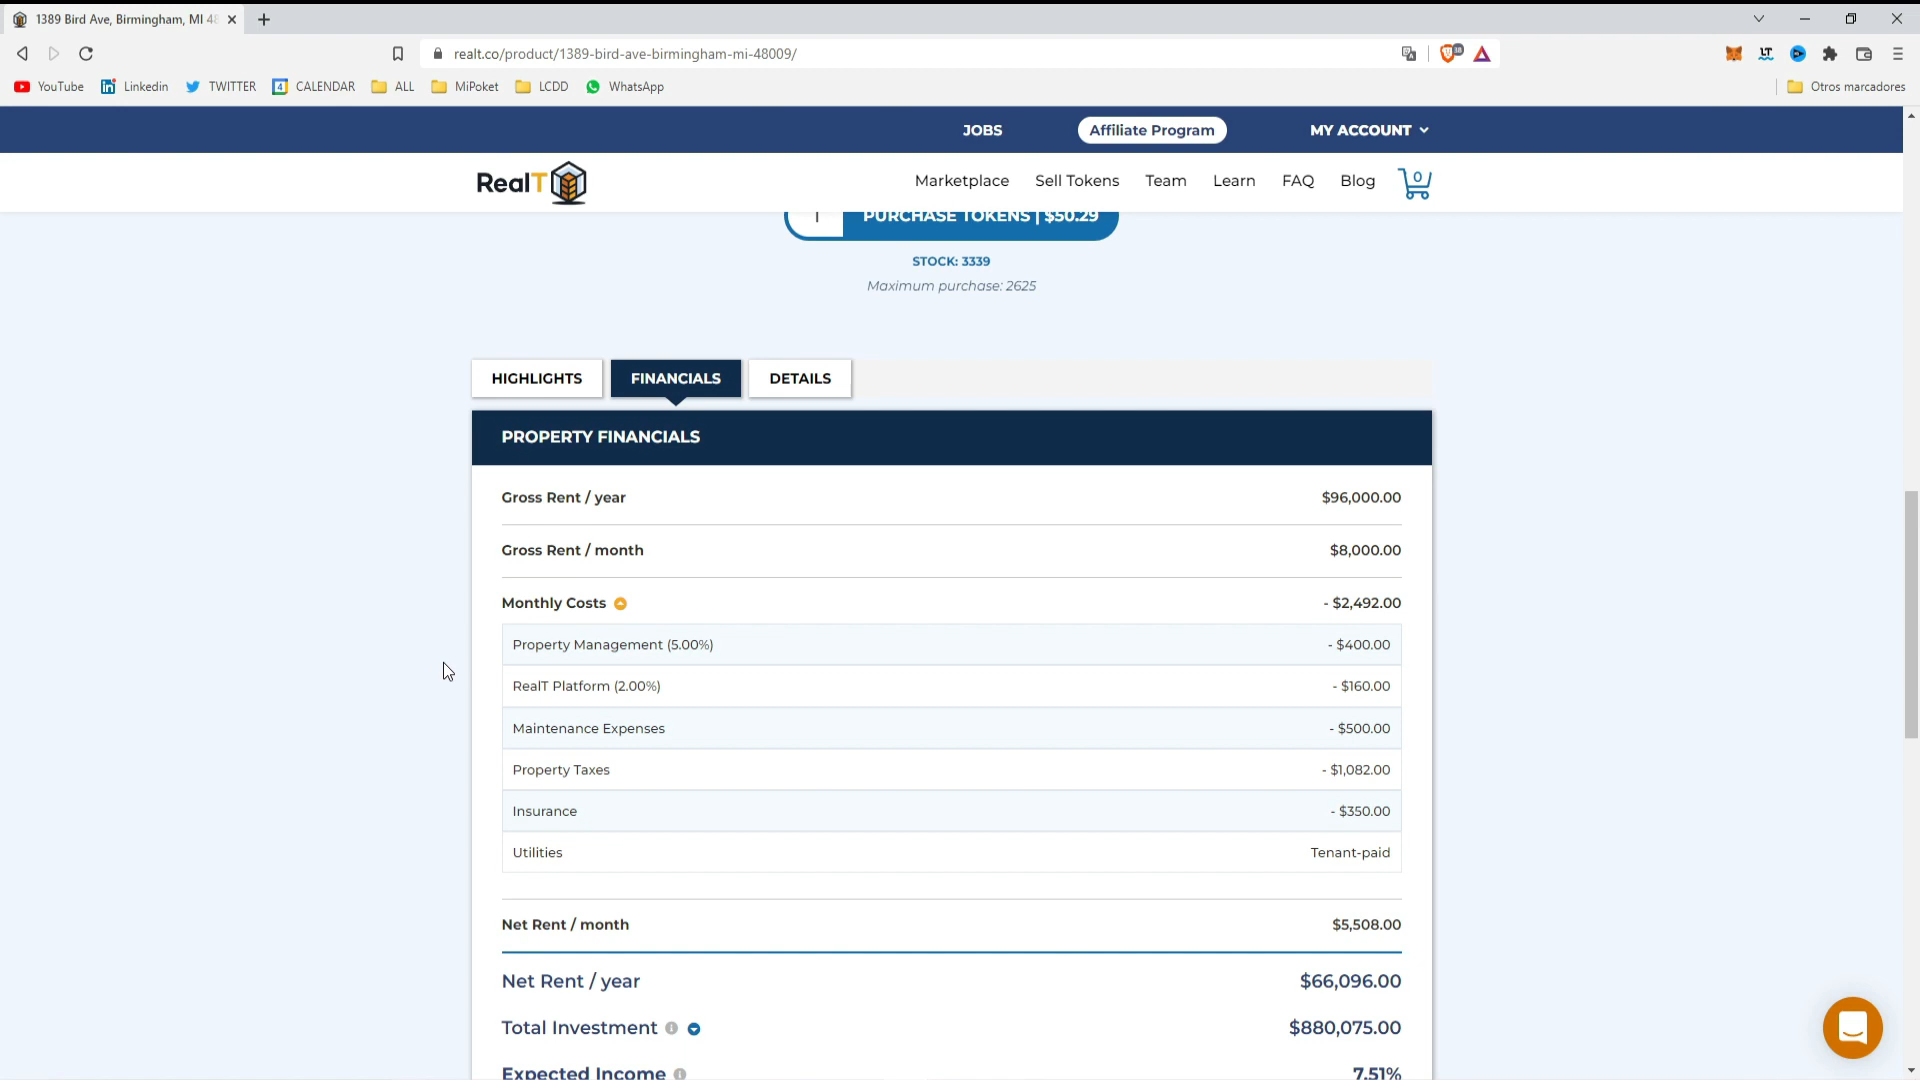 1389 Bird Ave, Birmingham, MI 48
realt.co/product/1389-bird-ave-birmingham-mi-48009/
YouTube
Linkedin
TWITTER
CALENDAR
ALL
MiPoket
LCDD
WhatsApp
Otros marcadores
JOBS
Affiliate Program
MY ACCOUNT
RealT
Marketplace
Sell Tokens
Team
Learn
FAQ
Blog
0
1
PURCHASE TOKENS | $50.29
STOCK: 3339
Maximum purchase: 2625
HIGHLIGHTS
FINANCIALS
DETAILS
PROPERTY FINANCIALS
Gross Rent / year $96,000.00
Gross Rent / month $8,000.00
Monthly Costs - $2,492.00
Property Management (5.00%) - $400.00
RealT Platform (2.00%) - $160.00
Maintenance Expenses - $500.00
Property Taxes - $1,082.00
Insurance - $350.00
Utilities Tenant-paid
Net Rent / month $5,508.00
Net Rent / year $66,096.00
Total Investment $880,075.00
Expected Income 7.51%